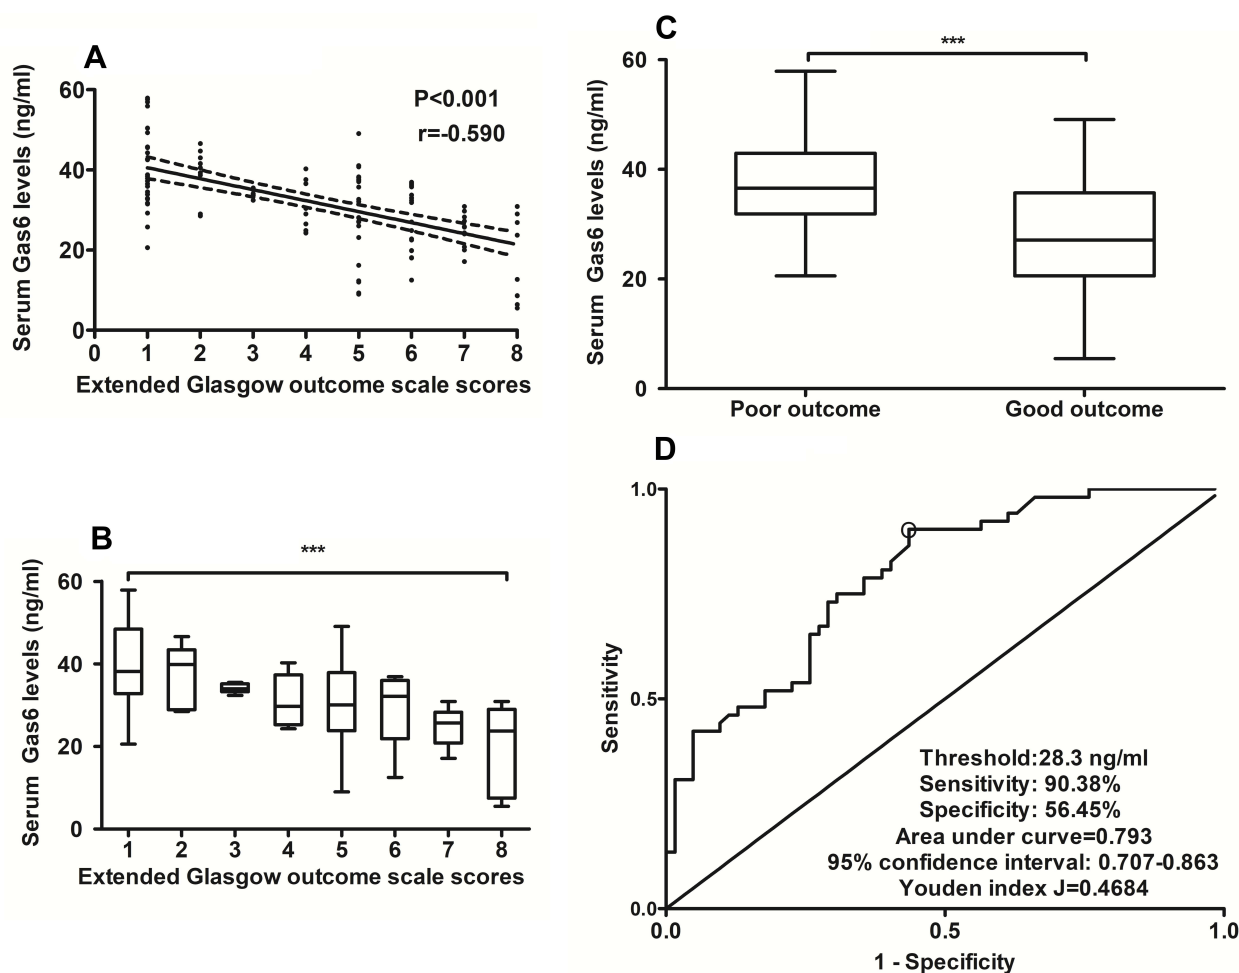 A
Serum Gas6 levels (ng/ml)
60
40
20
0
P<0.001
r=-0.590
0 1 2 3 4 5 6 7 8
Extended Glasgow outcome scale scores
B
***
Serum Gas6 levels (ng/ml)
60
40
20
0
1 2 3 4 5 6 7 8
Extended Glasgow outcome scale scores
C
***
Serum Gas6 levels (ng/ml)
60
40
20
0
Poor outcome Good outcome
D
Sensitivity
1.0
0.5
0.0
Threshold:28.3 ng/ml
Sensitivity: 90.38%
Specificity: 56.45%
Area under curve=0.793
95% confidence interval: 0.707-0.863
Youden index J=0.4684
0.0 0.5 1.0
1 - Specificity